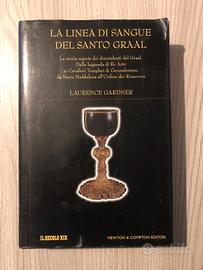 LA LINEA DI SANGUE
DEL SANTO GRAAL
La storia segreta dei discendenti del Graal.
Dalla leggenda di Re Artù
ai Cavalieri Templari di Gerusalemme,
da Maria Maddalena all'Ordine dei Rosacroce
LAURENCE GARDNER
IL SECOLO XIX
NEWTON & COMPTON EDITORI
subito